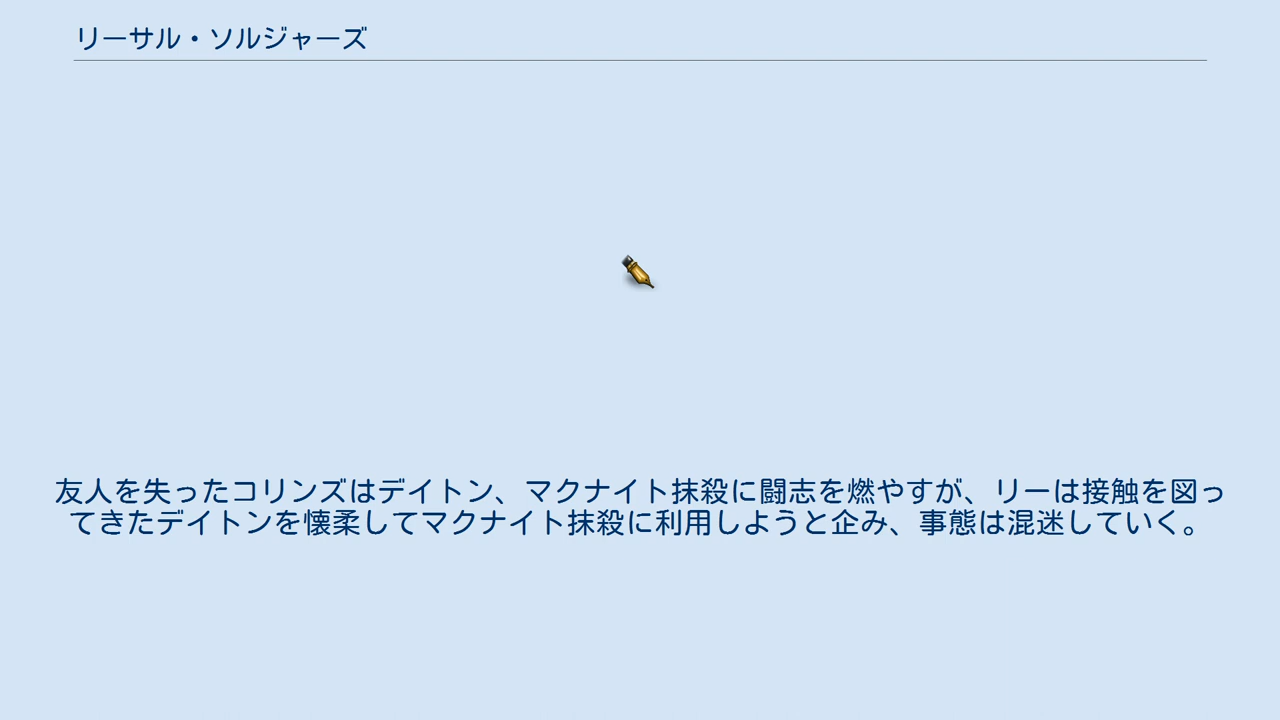 リーサル・ソルジャーズ
友人を失ったコリンズはデイトン、マクナイト抹殺に闘志を燃やすが、リーは接触を図っ
てきたデイトンを懐柔してマクナイト抹殺に利用しようと企み、事態は混迷していく。